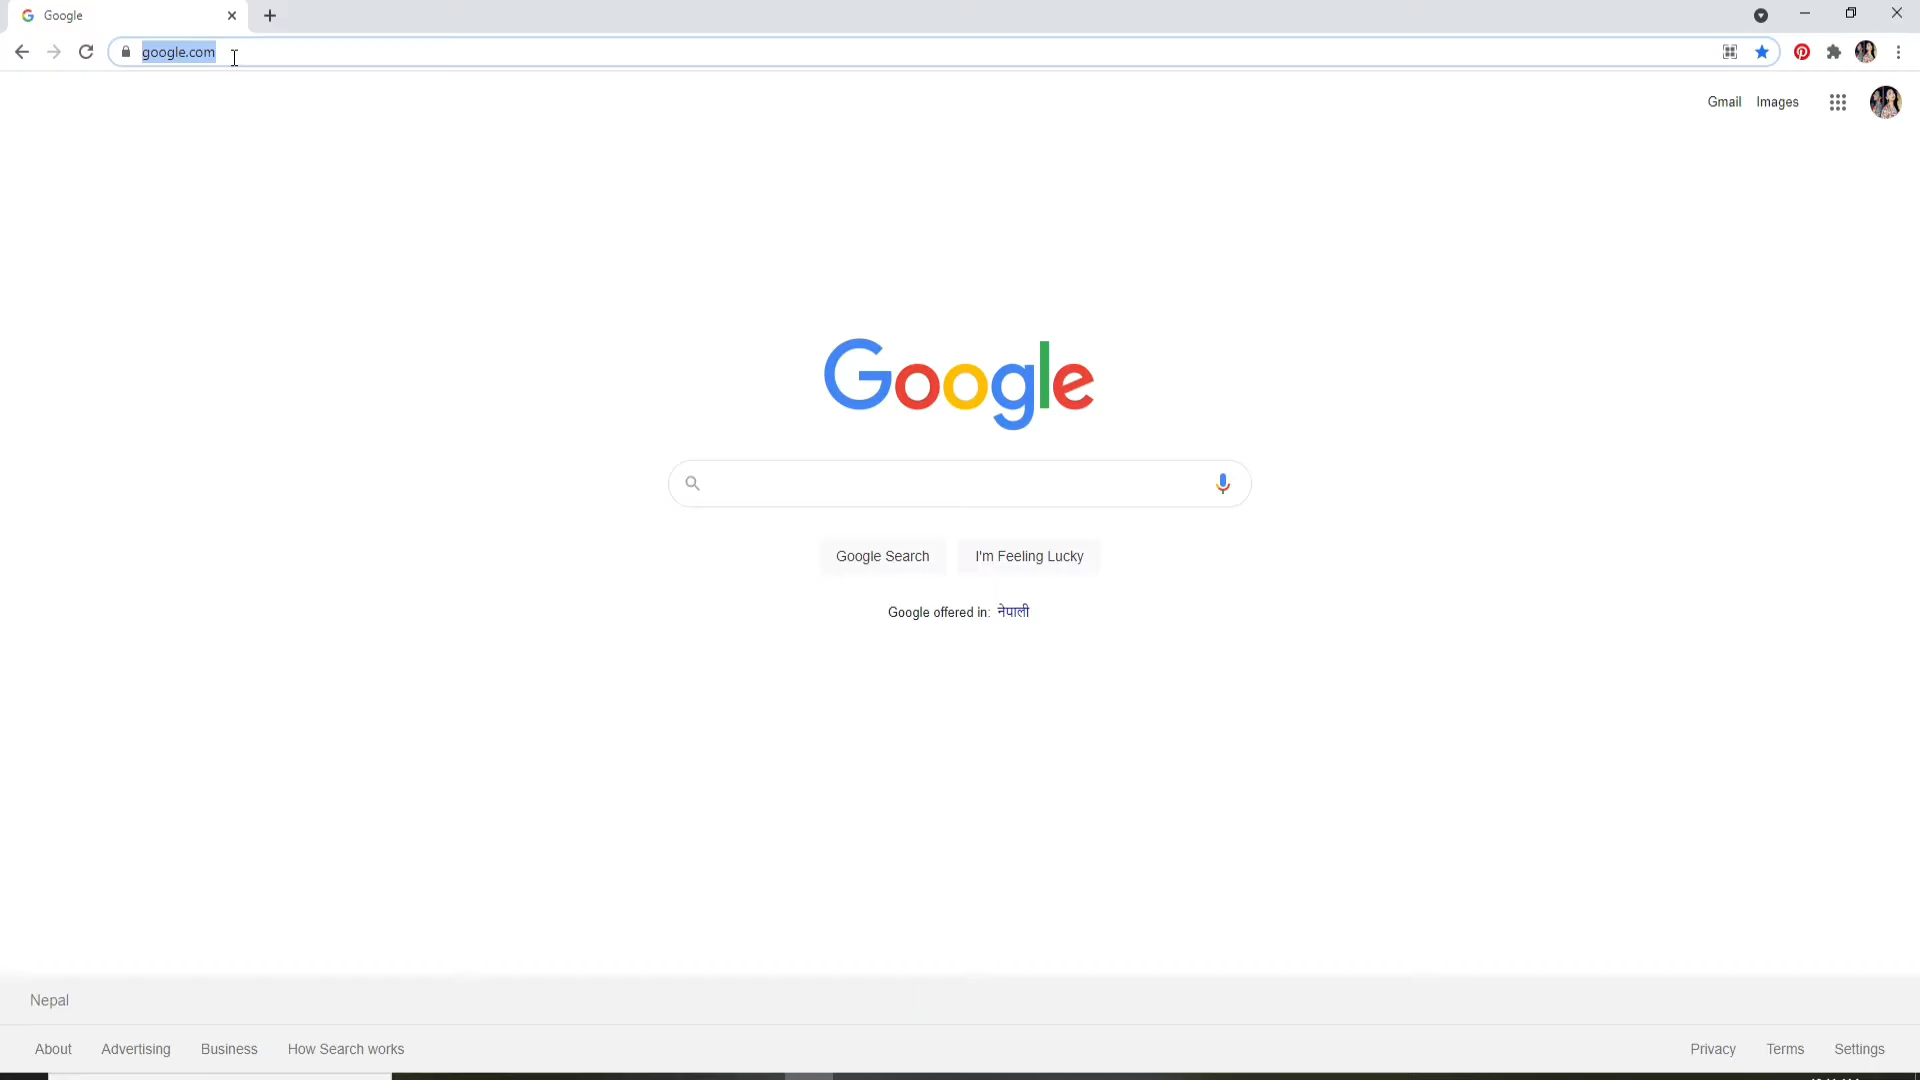 Google
google.com
Gmail Images
Google
Google Search I'm Feeling Lucky
Google offered in: नेपाली
Nepal
About Advertising Business How Search works Privacy Terms Settings